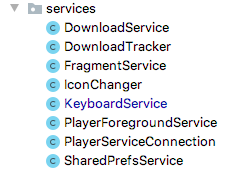 services
DownloadService
DownloadTracker
FragmentService
IconChanger
KeyboardService
PlayerForegroundService
PlayerServiceConnection
SharedPrefsService